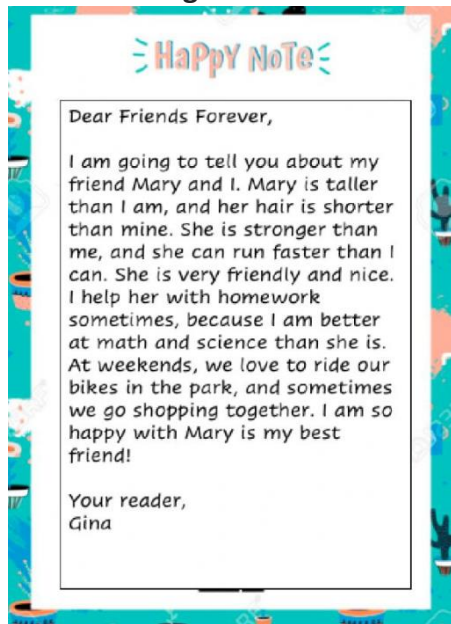 HaPpY NoTe
Dear Friends Forever,
I am going to tell you about my
friend Mary and I. Mary is taller
than I am, and her hair is shorter
than mine. She is stronger than
me, and she can run faster than I
can. She is very friendly and nice.
I help her with homework
sometimes, because I am better
at math and science than she is.
At weekends, we love to ride our
bikes in the park, and sometimes
we go shopping together. I am so
happy with Mary is my best
friend!
Your reader,
Gina